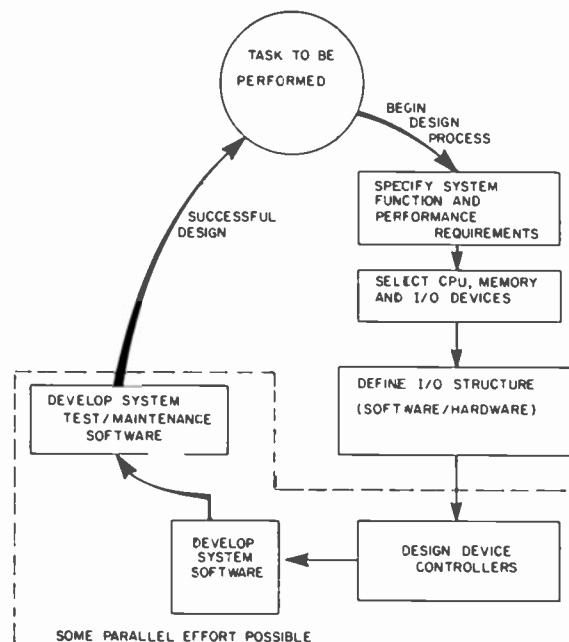 TASK TO BE
PERFORMED
BEGIN
DESIGN
PROCESS
SPECIFY SYSTEM
FUNCTION AND
PERFORMANCE
REQUIREMENTS
SELECT CPU, MEMORY
AND I/O DEVICES
DEFINE I/O STRUCTURE
(SOFTWARE/HARDWARE)
DESIGN DEVICE
CONTROLLERS
DEVELOP
SYSTEM
SOFTWARE
DEVELOP SYSTEM
TEST/MAINTENANCE
SOFTWARE
SUCCESSFUL
DESIGN
SOME PARALLEL EFFORT POSSIBLE